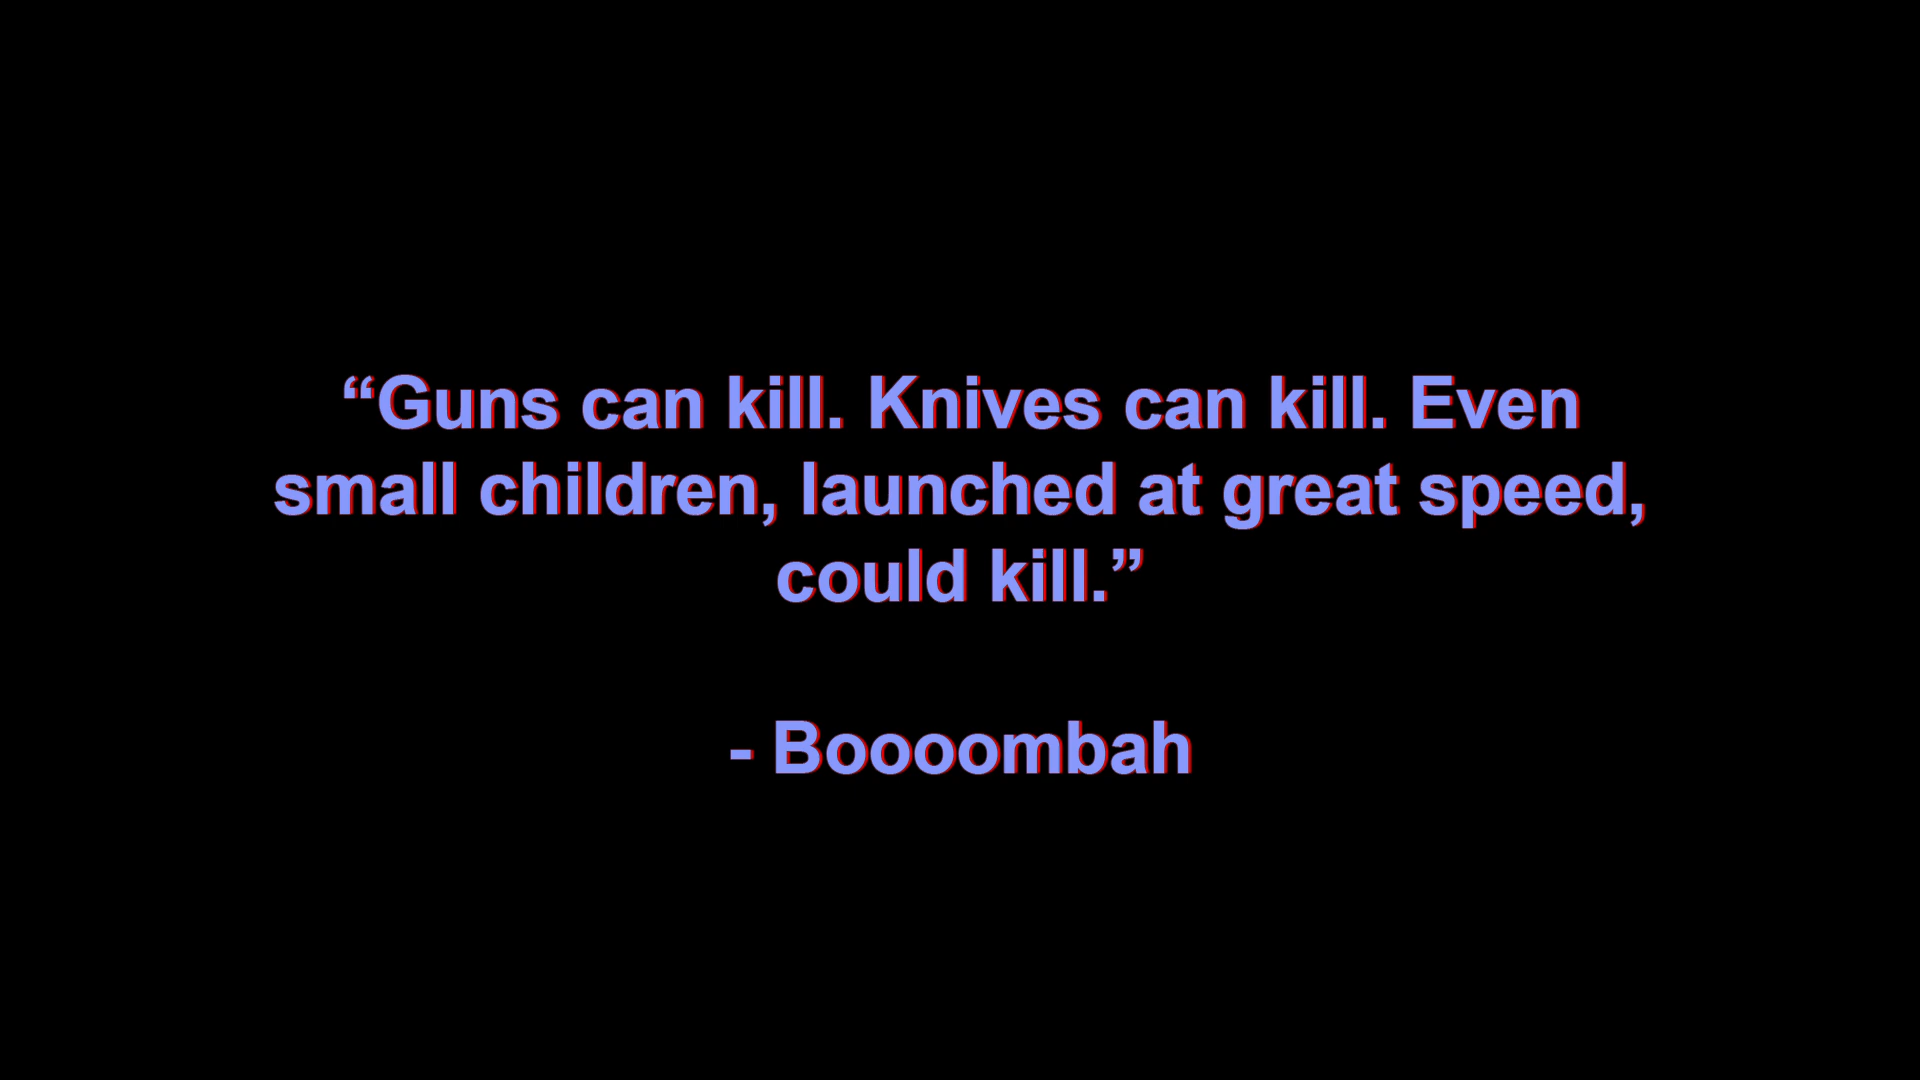 “Guns can kill. Knives can kill. Even
small children, launched at great speed,
could kill.”
- Boooombah